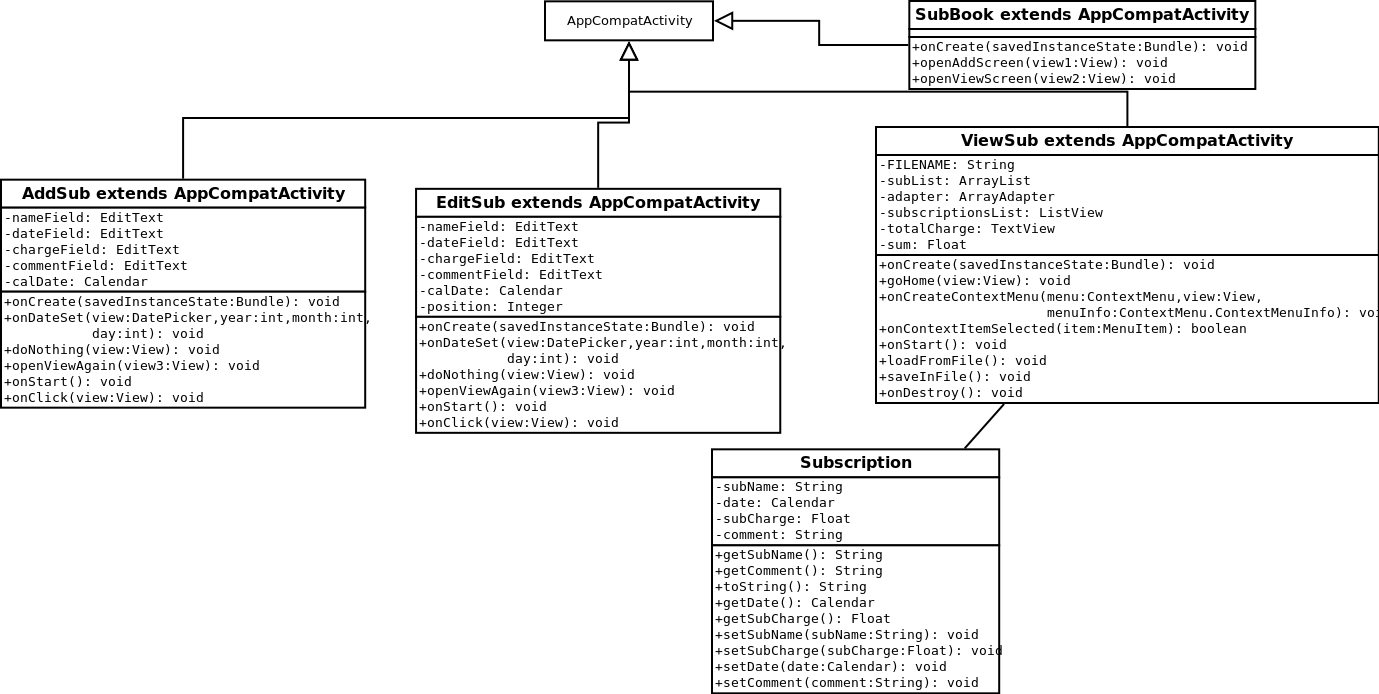 AppCompatActivity
SubBook extends AppCompatActivity
+onCreate(savedInstanceState:Bundle): void
+openAddScreen(view1:View): void
+openViewScreen(view2:View): void
ViewSub extends AppCompatActivity
-FILENAME: String
-subList: ArrayList
-adapter: ArrayAdapter
-subscriptionsList: ListView
-totalCharge: TextView
-sum: Float
+onCreate(savedInstanceState:Bundle): void
+goHome(view:View): void
+onCreateContextMenu(menu:ContextMenu,view:View,
menuInfo:ContextMenu.ContextMenuInfo): voi
+onContextItemSelected(item:MenuItem): boolean
+onStart(): void
+loadFromFile(): void
+saveInFile(): void
+onDestroy(): void
AddSub extends AppCompatActivity
-nameField: EditText
-dateField: EditText
-chargeField: EditText
-commentField: EditText
-calDate: Calendar
+onCreate(savedInstanceState:Bundle): void
+onDateSet(view:DatePicker,year:int,month:int,
day:int): void
+doNothing(view:View): void
+openViewAgain(view3:View): void
+onStart(): void
+onClick(view:View): void
EditSub extends AppCompatActivity
-nameField: EditText
-dateField: EditText
-chargeField: EditText
-commentField: EditText
-calDate: Calendar
-position: Integer
+onCreate(savedInstanceState:Bundle): void
+onDateSet(view:DatePicker,year:int,month:int,
day:int): void
+doNothing(view:View): void
+openViewAgain(view3:View): void
+onStart(): void
+onClick(view:View): void
Subscription
-subName: String
-date: Calendar
-subCharge: Float
-comment: String
+getSubName(): String
+getComment(): String
+toString(): String
+getDate(): Calendar
+getSubCharge(): Float
+setSubName(subName:String): void
+setSubCharge(subCharge:Float): void
+setDate(date:Calendar): void
+setComment(comment:String): void